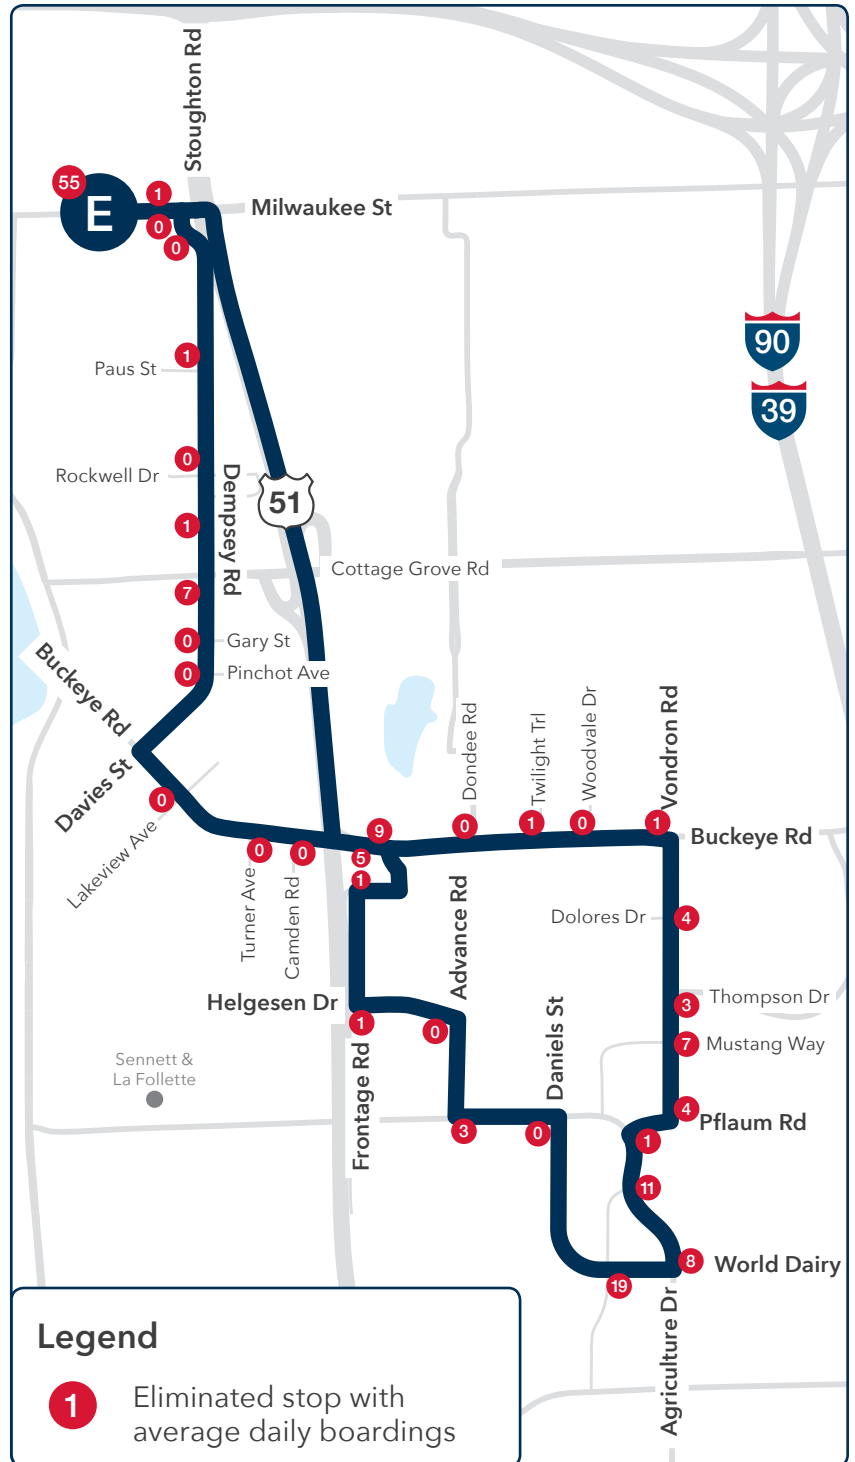 Stoughton Rd
55
E
1
0
0
Milwaukee St
1
Paus St
90
39
0
Rockwell Dr
Dempsey Rd
51
1
Cottage Grove Rd
7
0
Gary St
0
Pinchot Ave
Buckeye Rd
Davies St
0
Lakeview Ave
0
Turner Ave
0
Camden Rd
9
5
1
Dondee Rd
0
Twilight Trl
1
Woodvale Dr
0
Vondron Rd
1
Buckeye Rd
Dolores Dr
4
Advance Rd
Helgesen Dr
1
0
Daniels St
3
Thompson Dr
7
Mustang Way
Sennett &
La Follette
Frontage Rd
3
0
4
Pflaum Rd
1
11
8
World Dairy
19
Agriculture Dr
Legend
1
Eliminated stop with
average daily boardings